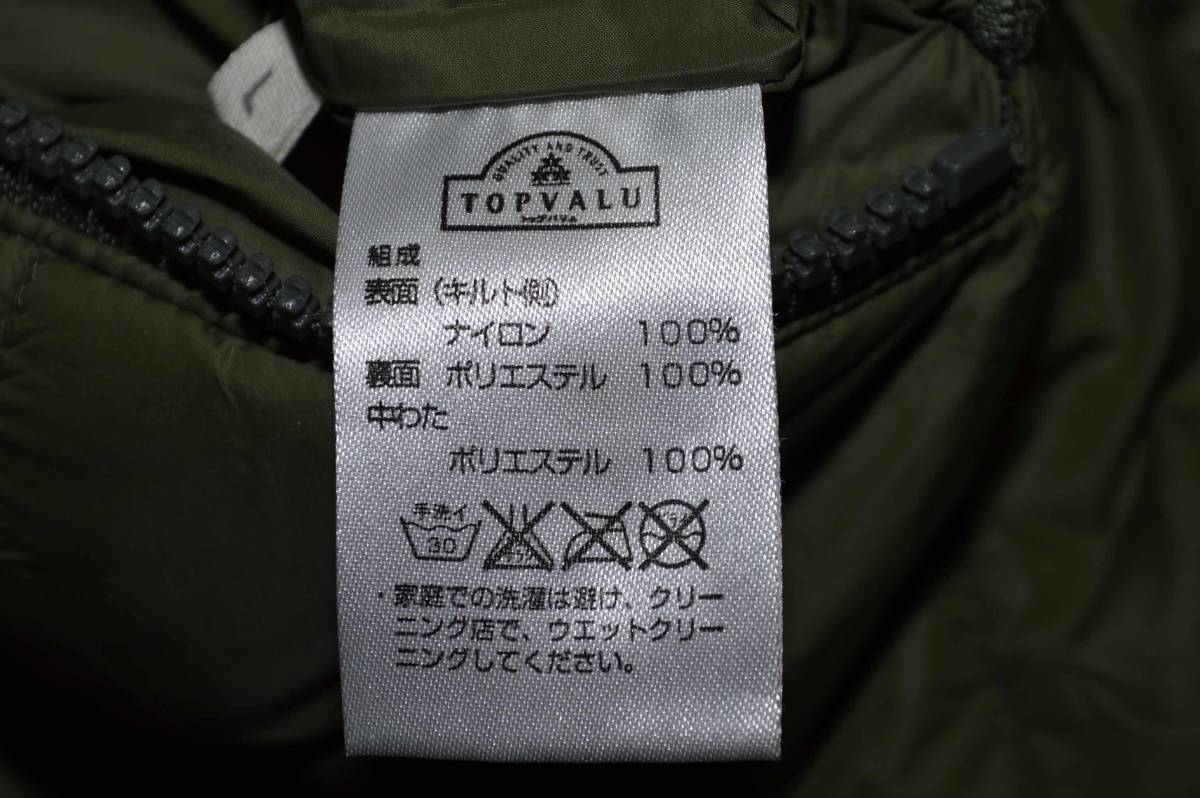 L
QUALITY AND TRUST
TOPVALU
トップバリュ
組成
表面(キルト側)
ナイロン 100%
裏面 ポリエステル 100%
中わた
ポリエステル 100%
手洗イ
30
・家庭での洗濯は避け、クリー
ニング店で、ウエットクリー
ニングしてください。